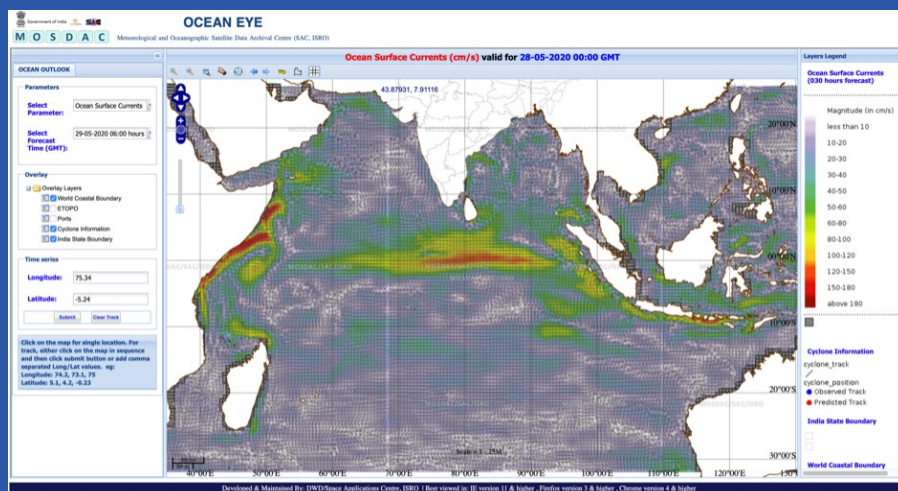 Government of India
SAC
OCEAN EYE
MOSDAC
Meteorological and Oceanographic Satellite Data Archival Centre (SAC, ISRO)
OCEAN OUTLOOK
Parameters
Select Parameter:
Ocean Surface Currents
Select Forecast Time (GMT):
29-05-2020 06:00 hours
Overlay
Overlay Layers
World Coastal Boundary
ETOPO
Ports
Cyclone Information
India State Boundary
Time series
Longitude:
75.34
Latitude:
-5.24
Submit
Clear Track
Click on the map for single location. For
track, either click on the map in sequence
and then click submit button or add comma
separated Long/Lat values. eg:
Longitude: 74.2, 73.1, 75
Latitude: 5.1, 4.2, -0.23
Ocean Surface Currents (cm/s) valid for 28-05-2020 00:00 GMT
43.87931, 7.91116
20°00'N
10°00'N
00°00'N
10°00'S
20°00'S
30°00'S
40°00'E
50°00'E
60°00'E
70°00'E
80°00'E
90°00'E
100°00'E
110°00'E
120°00'E
130°
MOSDAC/SAC/ISRO
Layers Legend
Ocean Surface Currents
(030 hours forecast)
Magnitude (in cm/s)
less than 10
10-20
20-30
30-40
40-50
50-60
60-80
80-100
100-120
120-150
150-180
above 180
Cyclone Information
cyclone_track
cyclone_position
Observed Track
Predicted Track
India State Boundary
World Coastal Boundary
Developed & Maintained By: DWD/Space Applications Centre, ISRO | Best viewed in: IE version 11 & higher , Firefox version 3 & higher , Chrome version 4 & higher